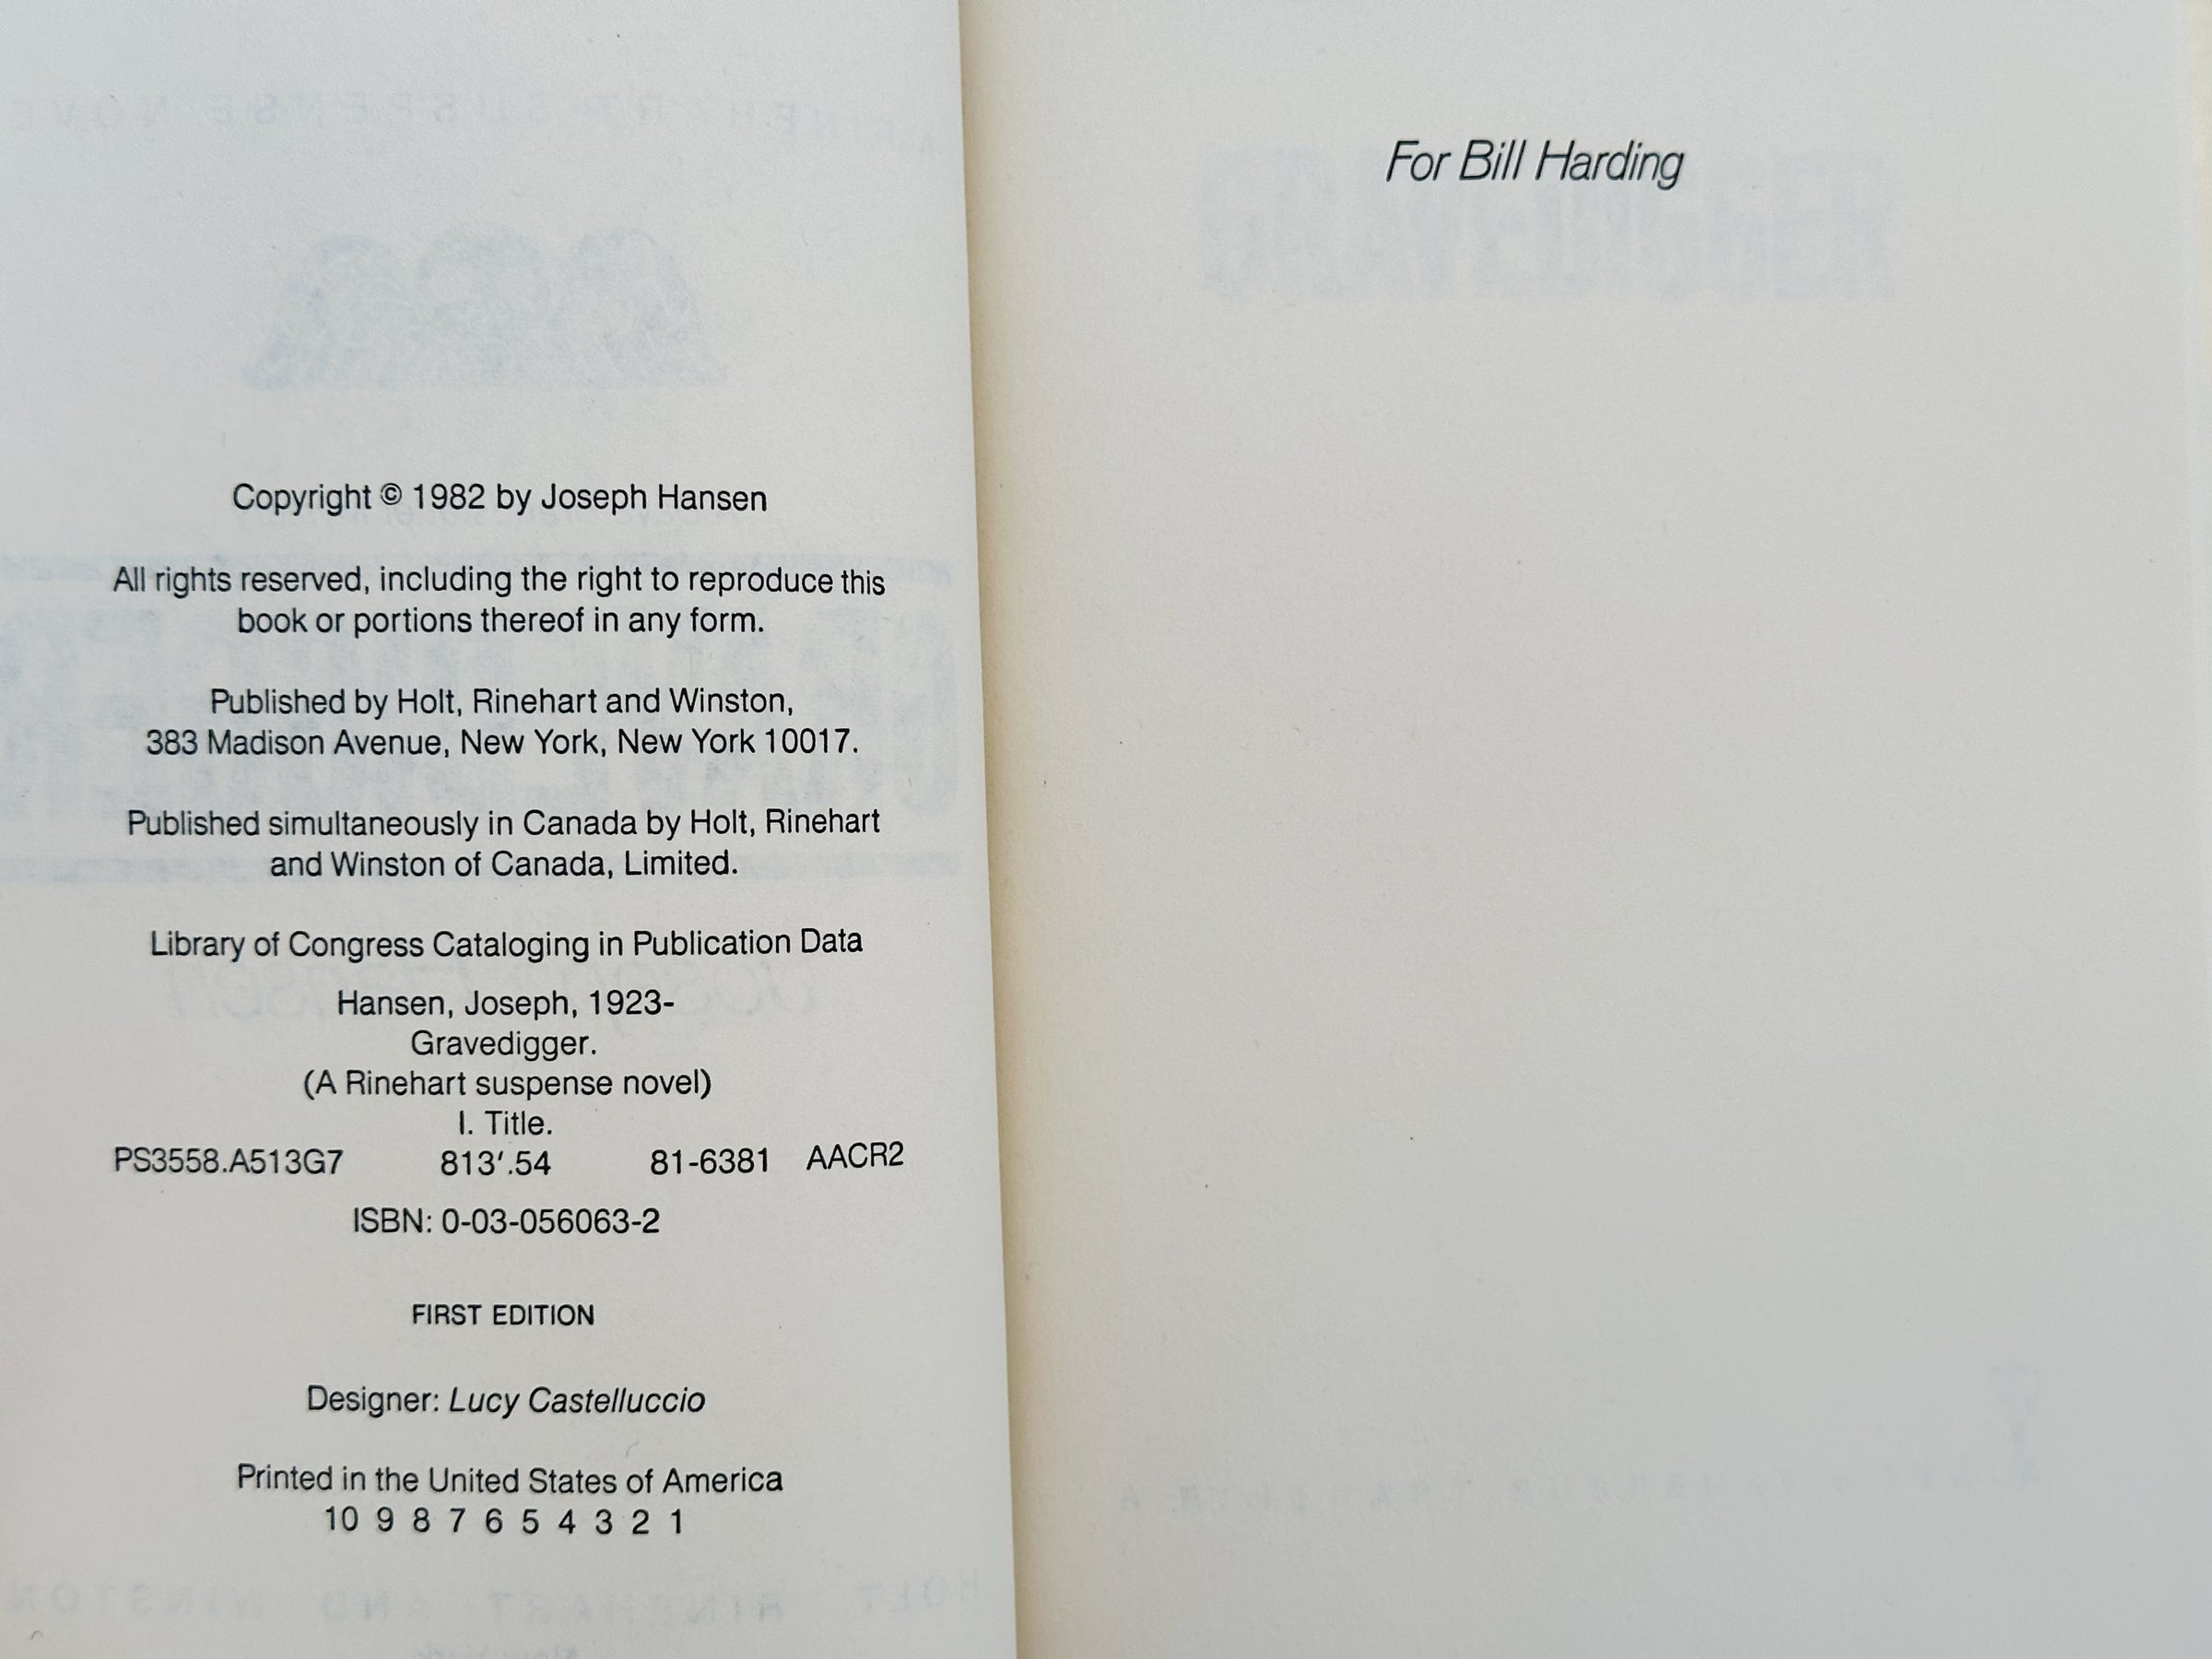 Copyright © 1982 by Joseph Hansen
All rights reserved, including the right to reproduce this
book or portions thereof in any form.
Published by Holt, Rinehart and Winston,
383 Madison Avenue, New York, New York 10017.
Published simultaneously in Canada by Holt, Rinehart
and Winston of Canada, Limited.
Library of Congress Cataloging in Publication Data
Hansen, Joseph, 1923-
Gravedigger.
(A Rinehart suspense novel)
I. Title.
PS3558.A513G7 813′.54 81-6381 AACR2
ISBN: 0-03-056063-2
FIRST EDITION
Designer: Lucy Castelluccio
Printed in the United States of America
10 9 8 7 6 5 4 3 2 1
For Bill Harding